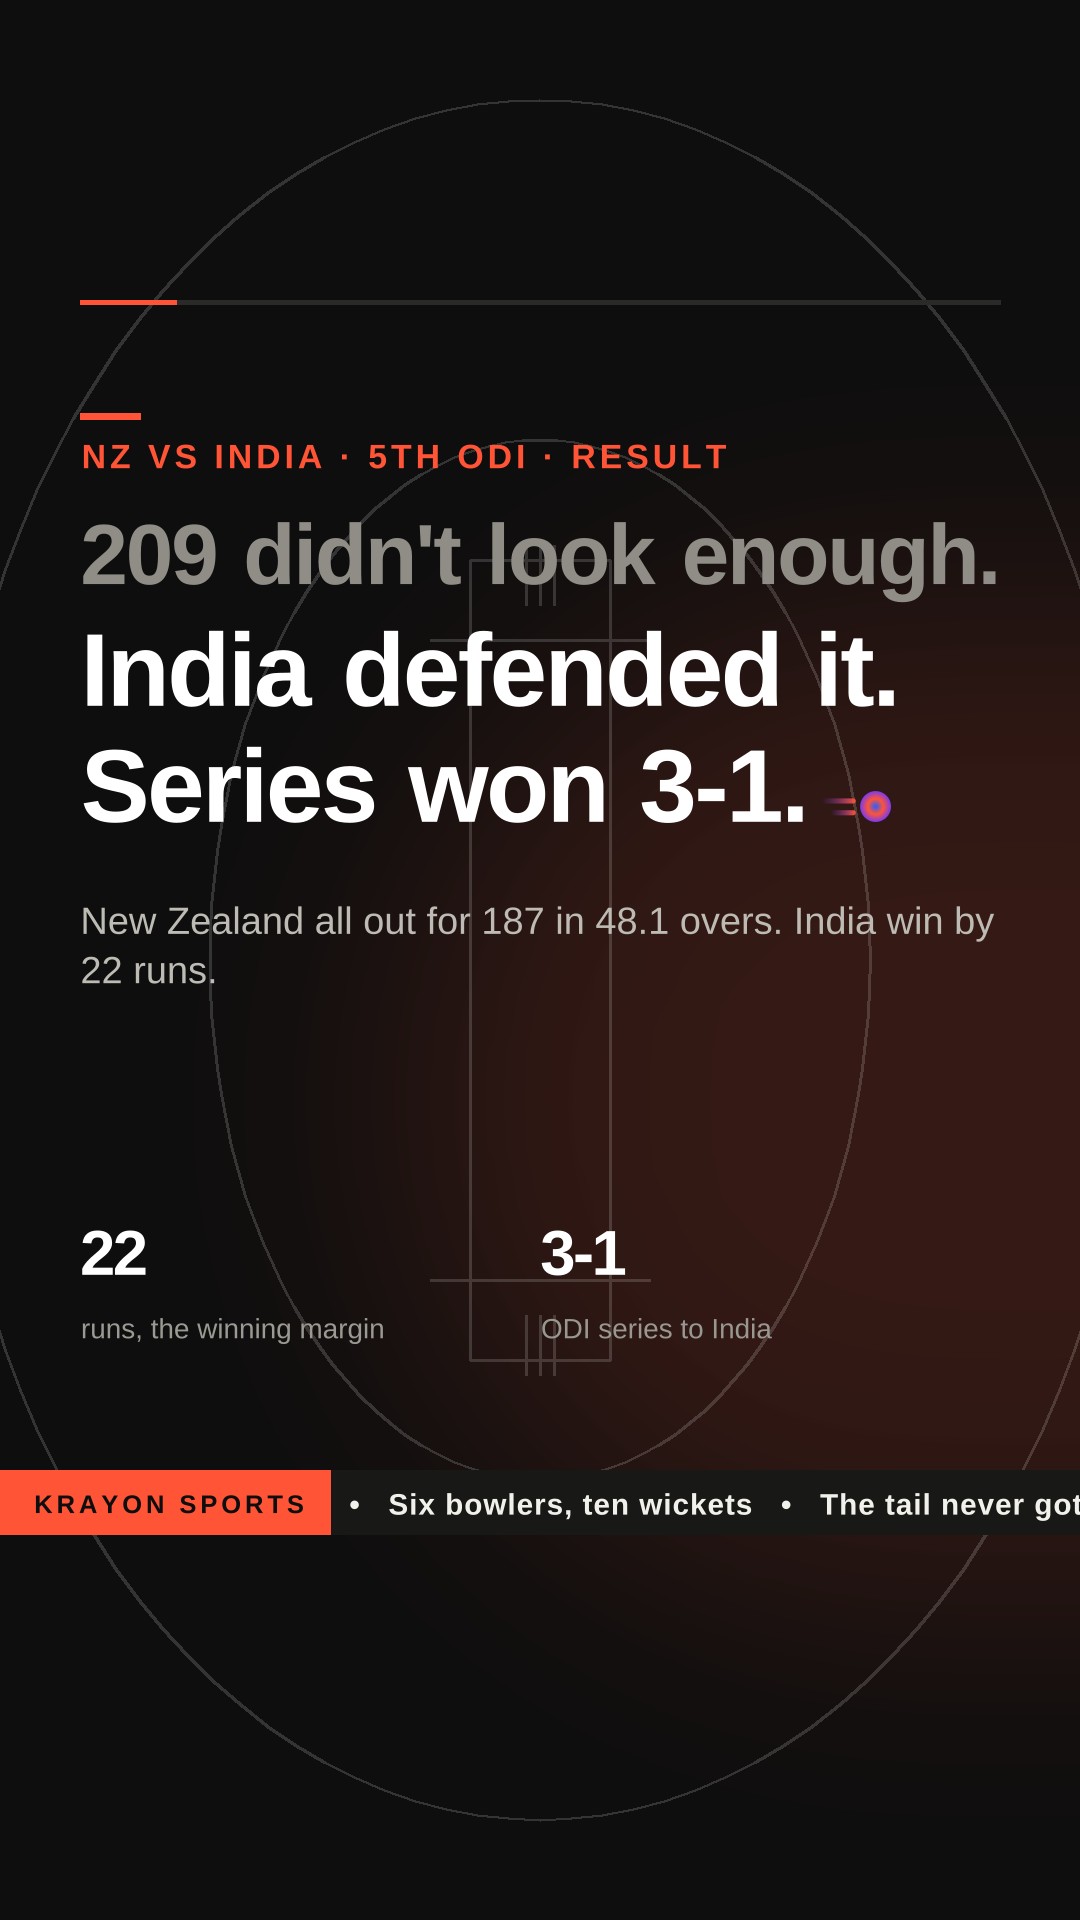 NZ VS INDIA · 5TH ODI · RESULT
209 didn't look enough.
India defended it.
Series won 3-1.
New Zealand all out for 187 in 48.1 overs. India win by
22 runs.
22
3-1
runs, the winning margin
ODI series to India
KRAYON SPORTS • Six bowlers, ten wickets • The tail never got